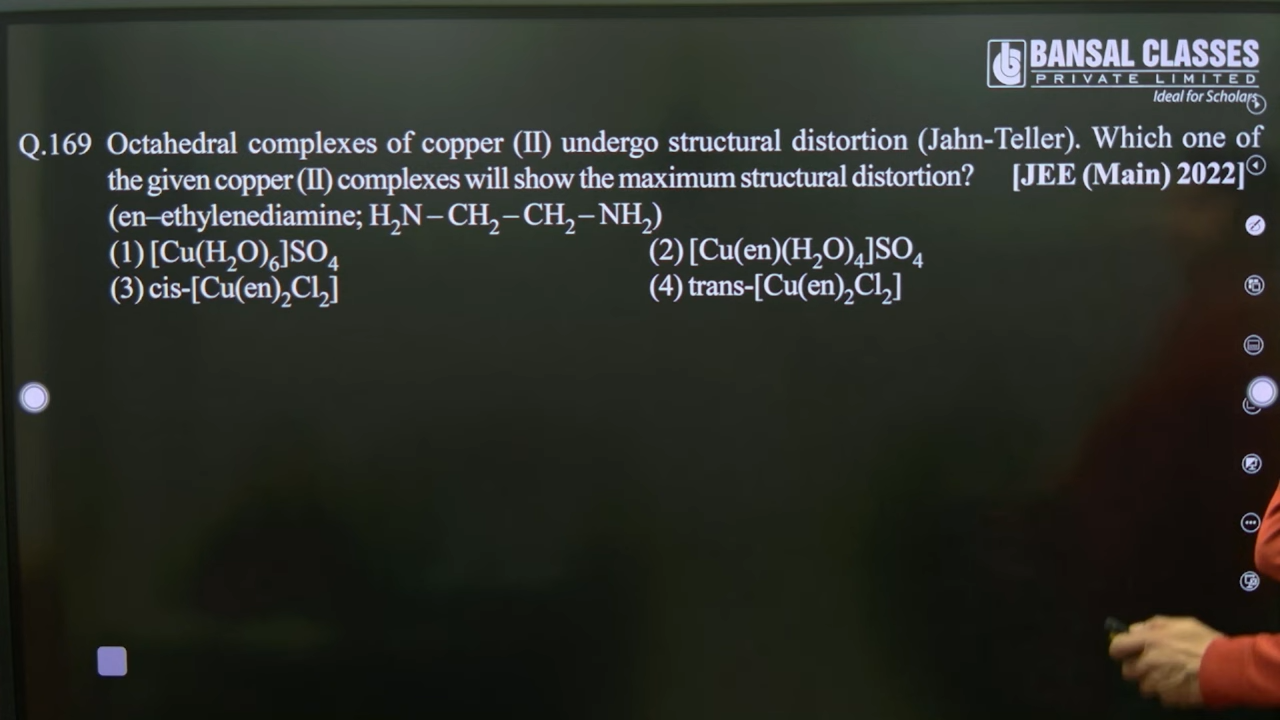 BANSAL CLASSES
PRIVATE LIMITED
Ideal for Scholars
Q.169 Octahedral complexes of copper (II) undergo structural distortion (Jahn-Teller). Which one of
the given copper (II) complexes will show the maximum structural distortion? [JEE (Main) 2022]
(en–ethylenediamine; H₂N–CH₂–CH₂–NH₂)
(1) [Cu(H₂O)₆]SO₄ (2) [Cu(en)(H₂O)₄]SO₄
(3) cis-[Cu(en)₂Cl₂] (4) trans-[Cu(en)₂Cl₂]